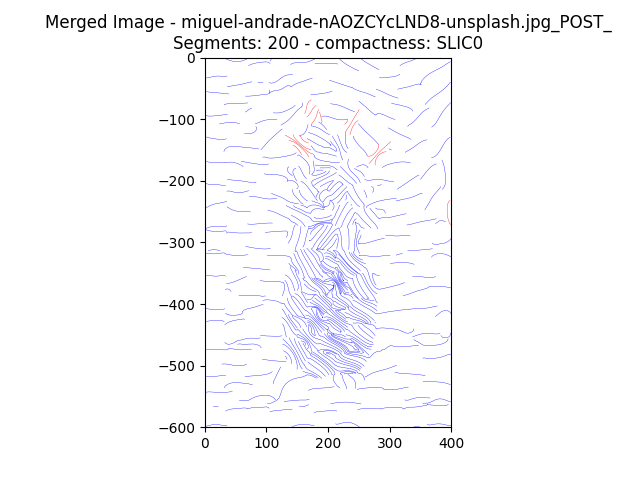 Merged Image - miguel-andrade-nAOZCYcLND8-unsplash.jpg_POST_
Segments: 200 - compactness: SLIC0
0
−100
−200
−300
−400
−500
−600
0 100 200 300 400